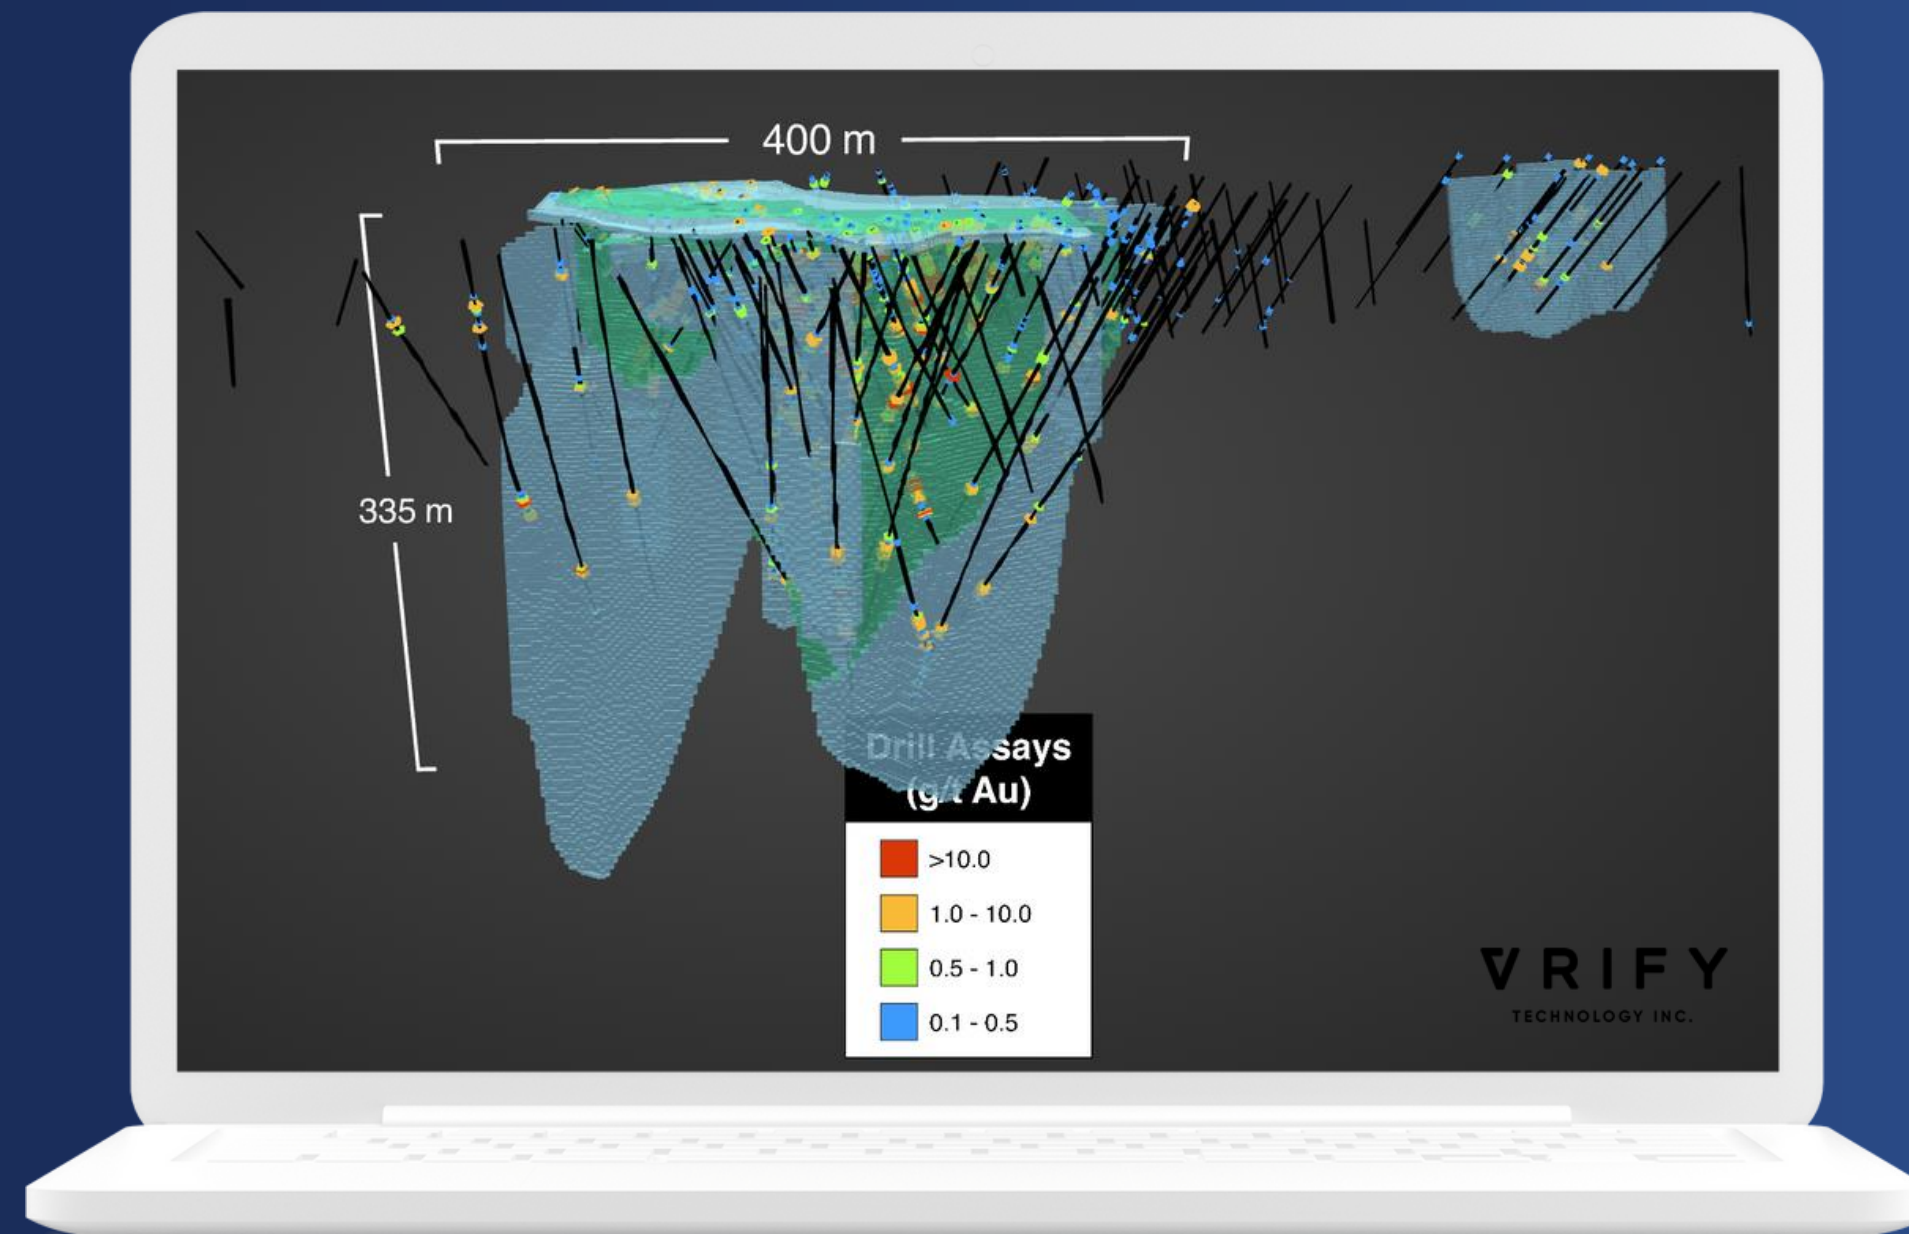 400 m
335 m
Drill Assays
(g/t Au)
>10.0
1.0 - 10.0
0.5 - 1.0
0.1 - 0.5
VRIFY
TECHNOLOGY INC.